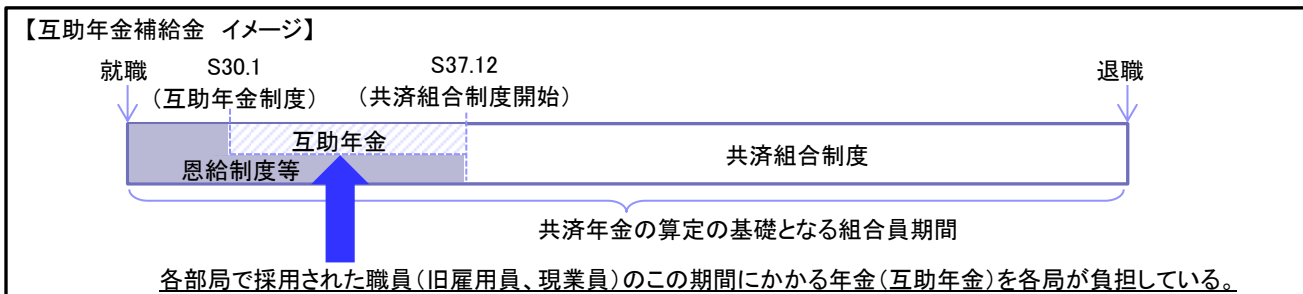 【互助年金補給金　イメージ】
就職　S30.1　S37.12　退職
（互助年金制度）　（共済組合制度開始）
互助年金
恩給制度等
共済組合制度
共済年金の算定の基礎となる組合員期間
各部局で採用された職員（旧雇用員、現業員）のこの期間にかかる年金（互助年金）を各局が負担している。